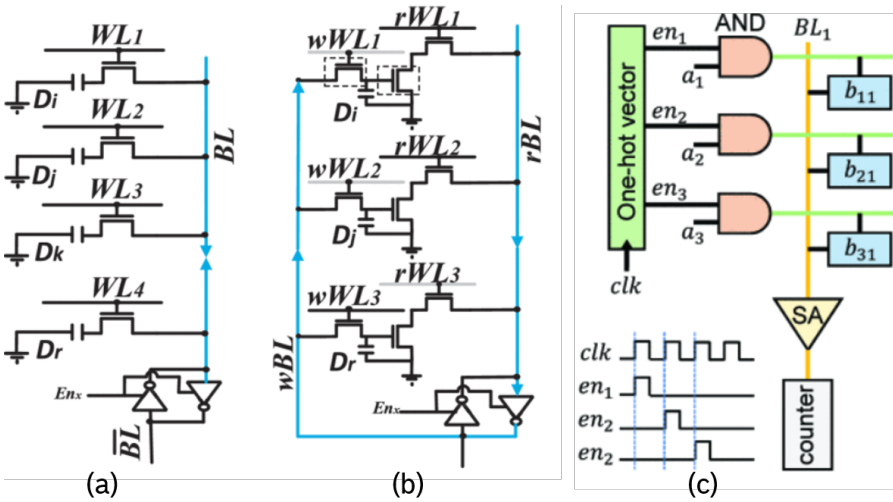 WL1
Di
WL2
Dj
WL3
Dk
WL4
Dr
BL
Enx
BL
(a)
rWL1
wWL1
Di
rWL2
wWL2
Dj
rWL3
wWL3
Dr
rBL
wBL
Enx
(b)
AND
BL1
One-hot vector
en1
a1
b11
en2
a2
b21
en3
a3
b31
clk
SA
counter
clk
en1
en2
en2
(c)